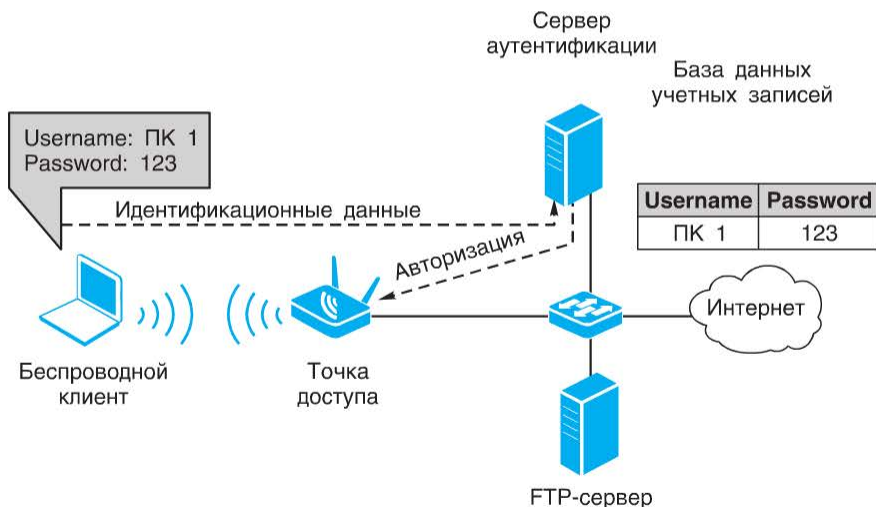 Сервер
аутентификации
База данных
учетных записей
Username: ПК 1
Password: 123
Идентификационные данные
Авторизация
Username Password
ПК 1 123
Интернет
Беспроводной
клиент
Точка
доступа
FTP-сервер